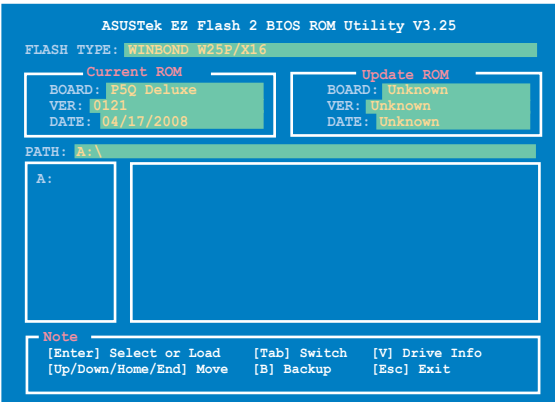 ASUSTek EZ Flash 2 BIOS ROM Utility V3.25
FLASH TYPE: WINBOND W25P/X16
Current ROM
BOARD: P5Q Deluxe
VER: 0121
DATE: 04/17/2008
Update ROM
BOARD: Unknown
VER: Unknown
DATE: Unknown
PATH: A:\
A:
Note
[Enter] Select or Load [Tab] Switch [V] Drive Info
[Up/Down/Home/End] Move [B] Backup [Esc] Exit